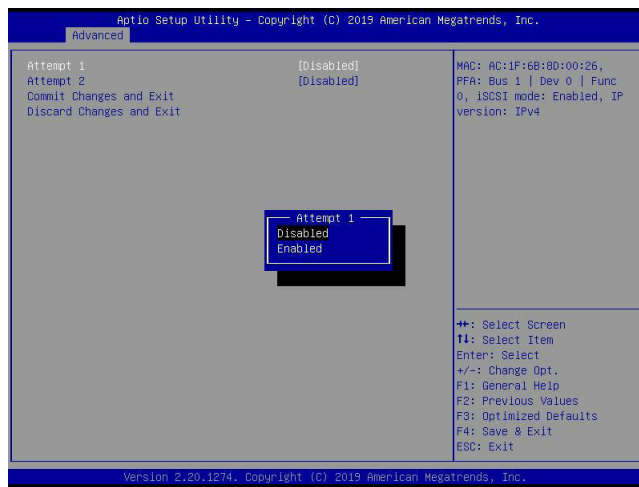 Aptio Setup Utility – Copyright (C) 2019 American Megatrends, Inc.
Advanced
Attempt 1 [Disabled]
Attempt 2 [Disabled]
Commit Changes and Exit
Discard Changes and Exit
MAC: AC:1F:6B:8D:00:26,
PFA: Bus 1 | Dev 0 | Func
0, iSCSI mode: Enabled, IP
version: IPv4
Attempt 1
Disabled
Enabled
→←: Select Screen
↑↓: Select Item
Enter: Select
+/-: Change Opt.
F1: General Help
F2: Previous Values
F3: Optimized Defaults
F4: Save & Exit
ESC: Exit
Version 2.20.1274. Copyright (C) 2019 American Megatrends, Inc.